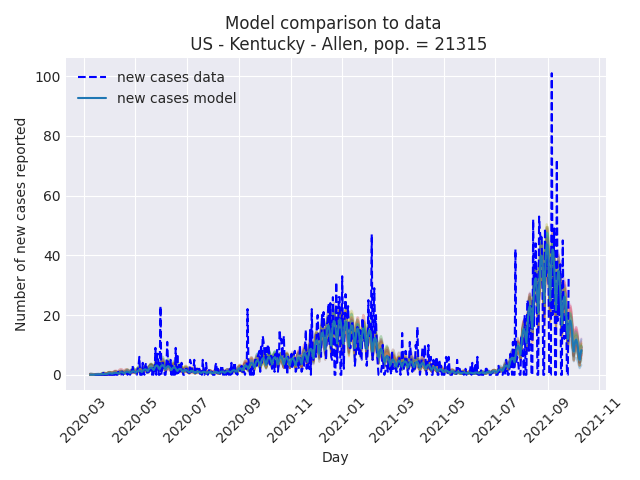 Model comparison to data
US - Kentucky - Allen, pop. = 21315
new cases data
new cases model
Number of new cases reported
100
80
60
40
20
0
2020-03
2020-05
2020-07
2020-09
2020-11
2021-01
2021-03
2021-05
2021-07
2021-09
2021-11
Day